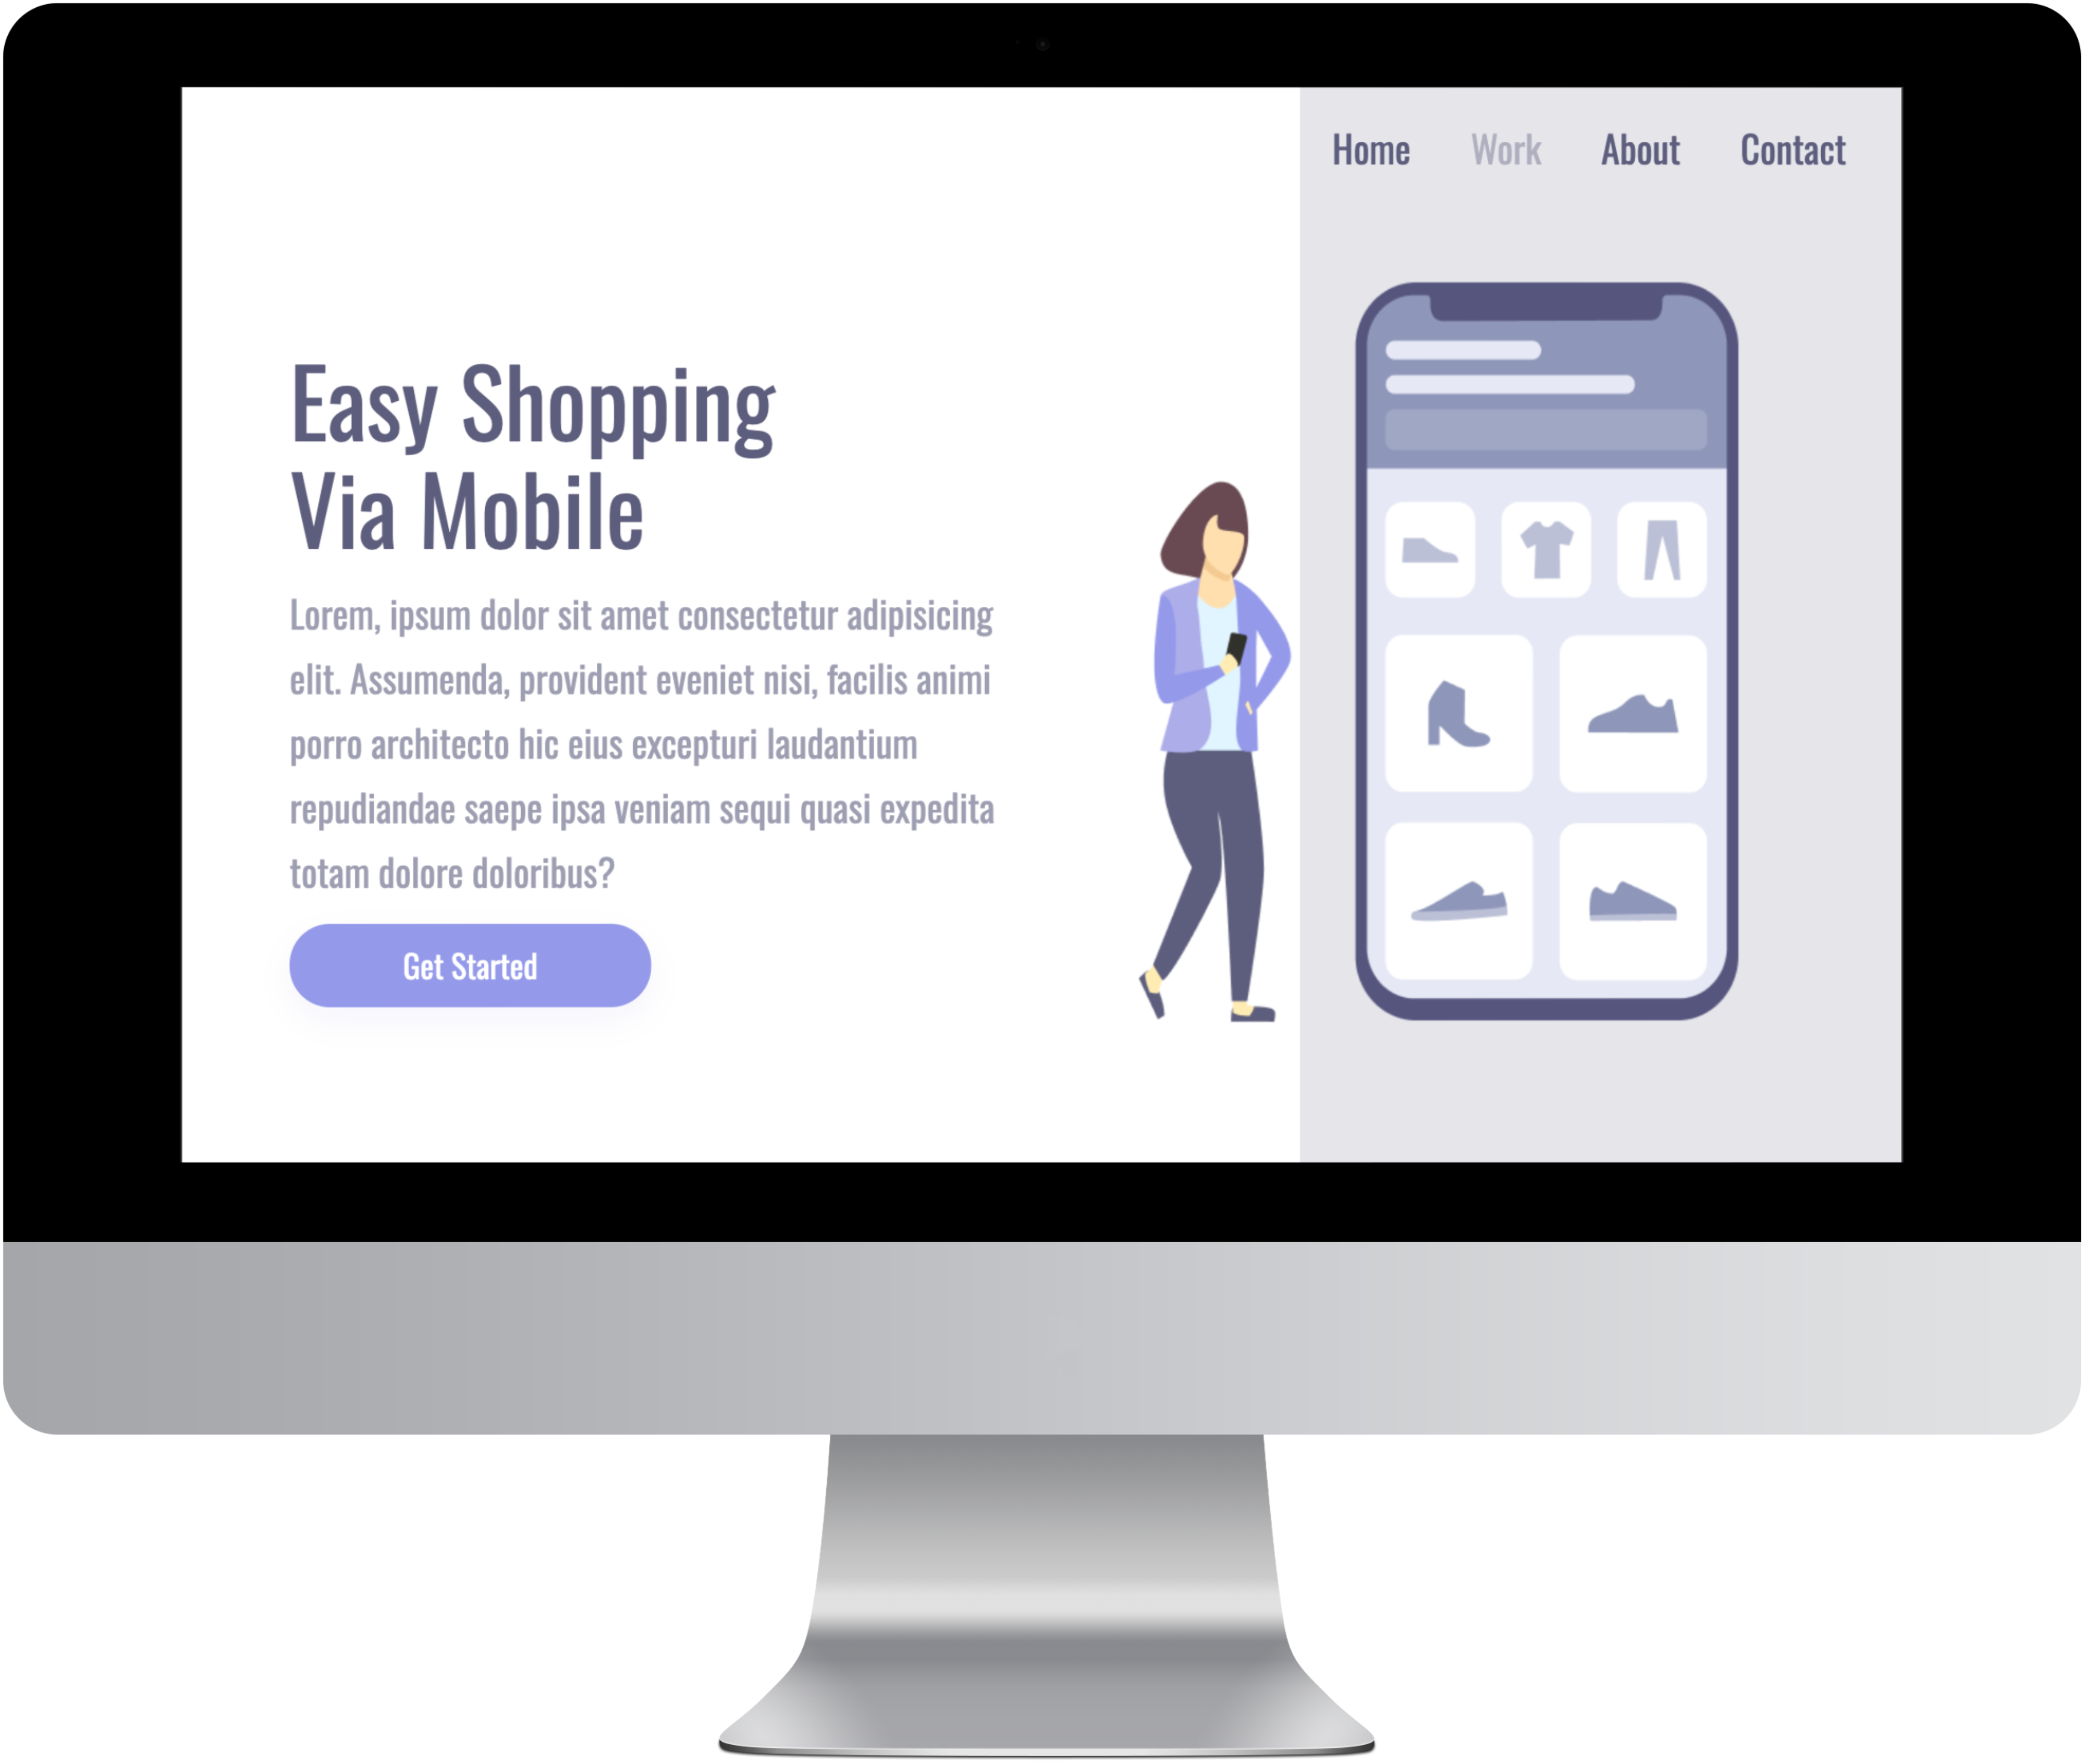 Home Work About Contact
Easy Shopping
Via Mobile
Lorem, ipsum dolor sit amet consectetur adipisicing
elit. Assumenda, provident eveniet nisi, facilis animi
porro architecto hic eius excepturi laudantium
repudiandae saepe ipsa veniam sequi quasi expedita
totam dolore doloribus?
Get Started